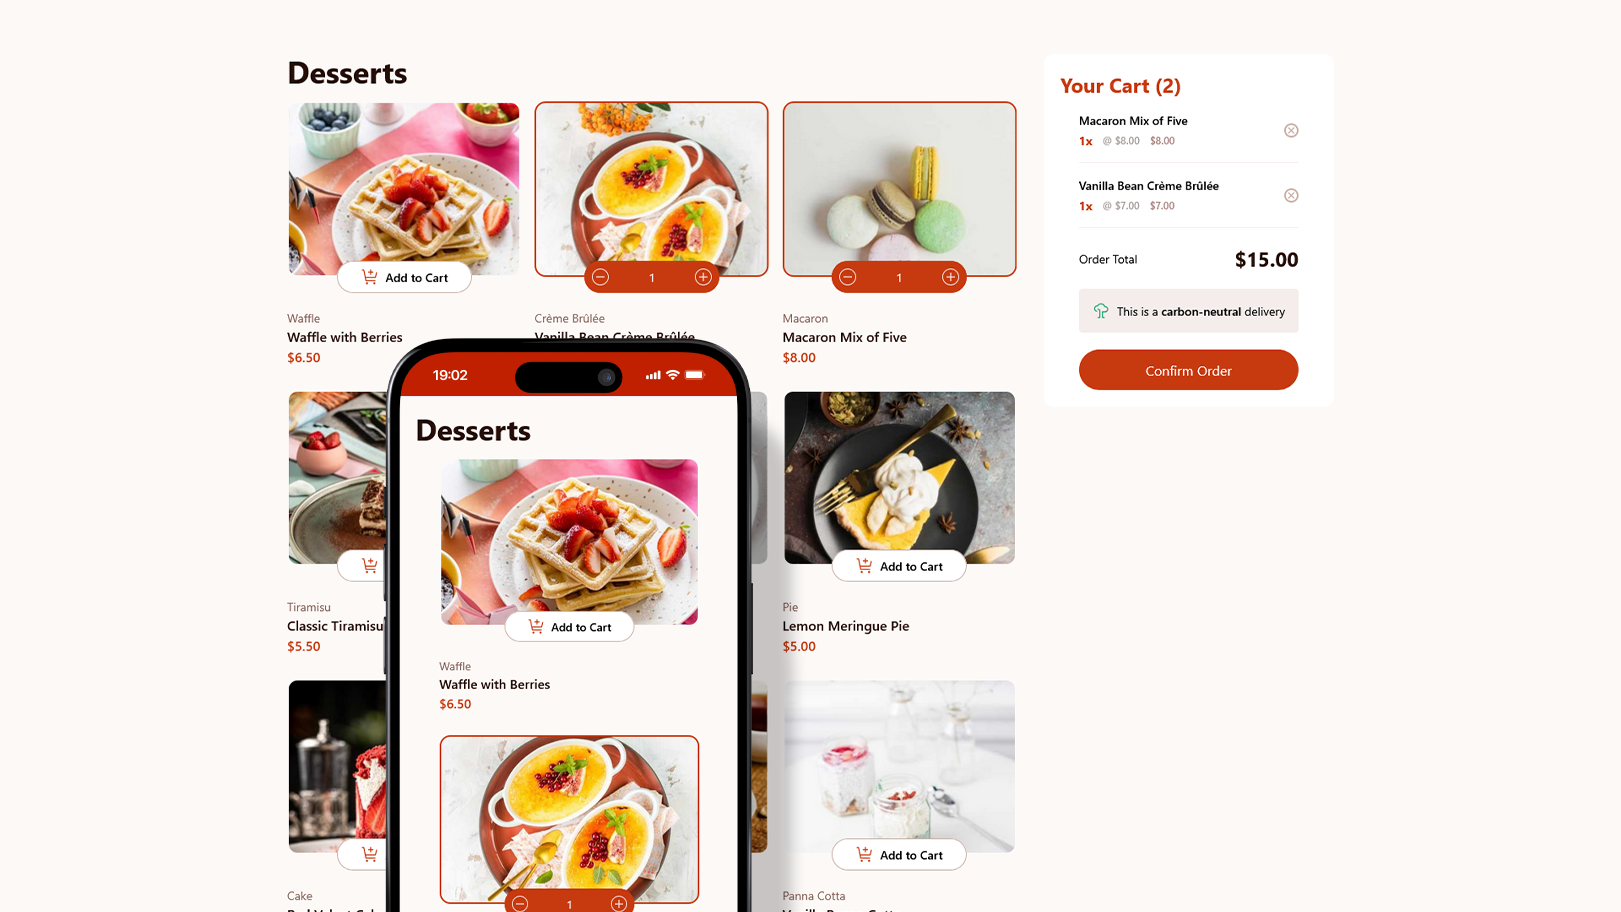 Desserts
Add to Cart
Waffle
Waffle with Berries
$6.50
1
Crème Brûlée
Vanilla Bean Crème Brûlée
1
Macaron
Macaron Mix of Five
$8.00
Tiramisu
Classic Tiramisu
$5.50
Add to Cart
Pie
Lemon Meringue Pie
$5.00
Cake
Add to Cart
Panna Cotta
Your Cart (2)
Macaron Mix of Five
1x @ $8.00 $8.00
Vanilla Bean Crème Brûlée
1x @ $7.00 $7.00
Order Total $15.00
This is a carbon-neutral delivery
Confirm Order
19:02
Desserts
Add to Cart
Waffle
Waffle with Berries
$6.50
1